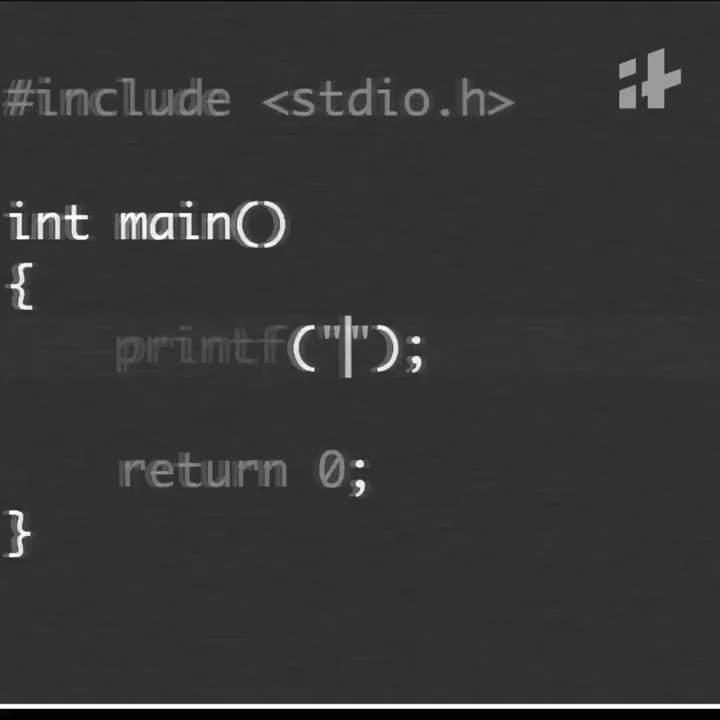 #include <stdio.h>
int main()
{
printf("|");
return 0;
}